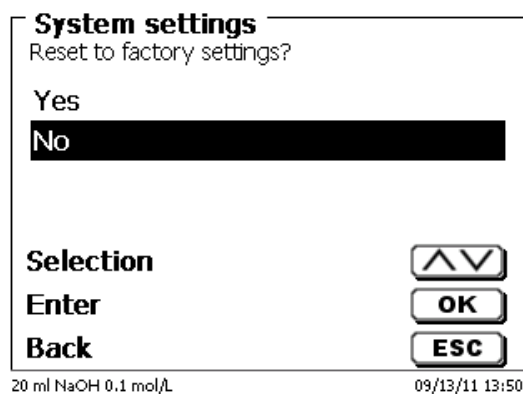 System settings
Reset to factory settings?
Yes
No
Selection
Enter OK
Back ESC
20 ml NaOH 0.1 mol/L 09/13/11 13:50